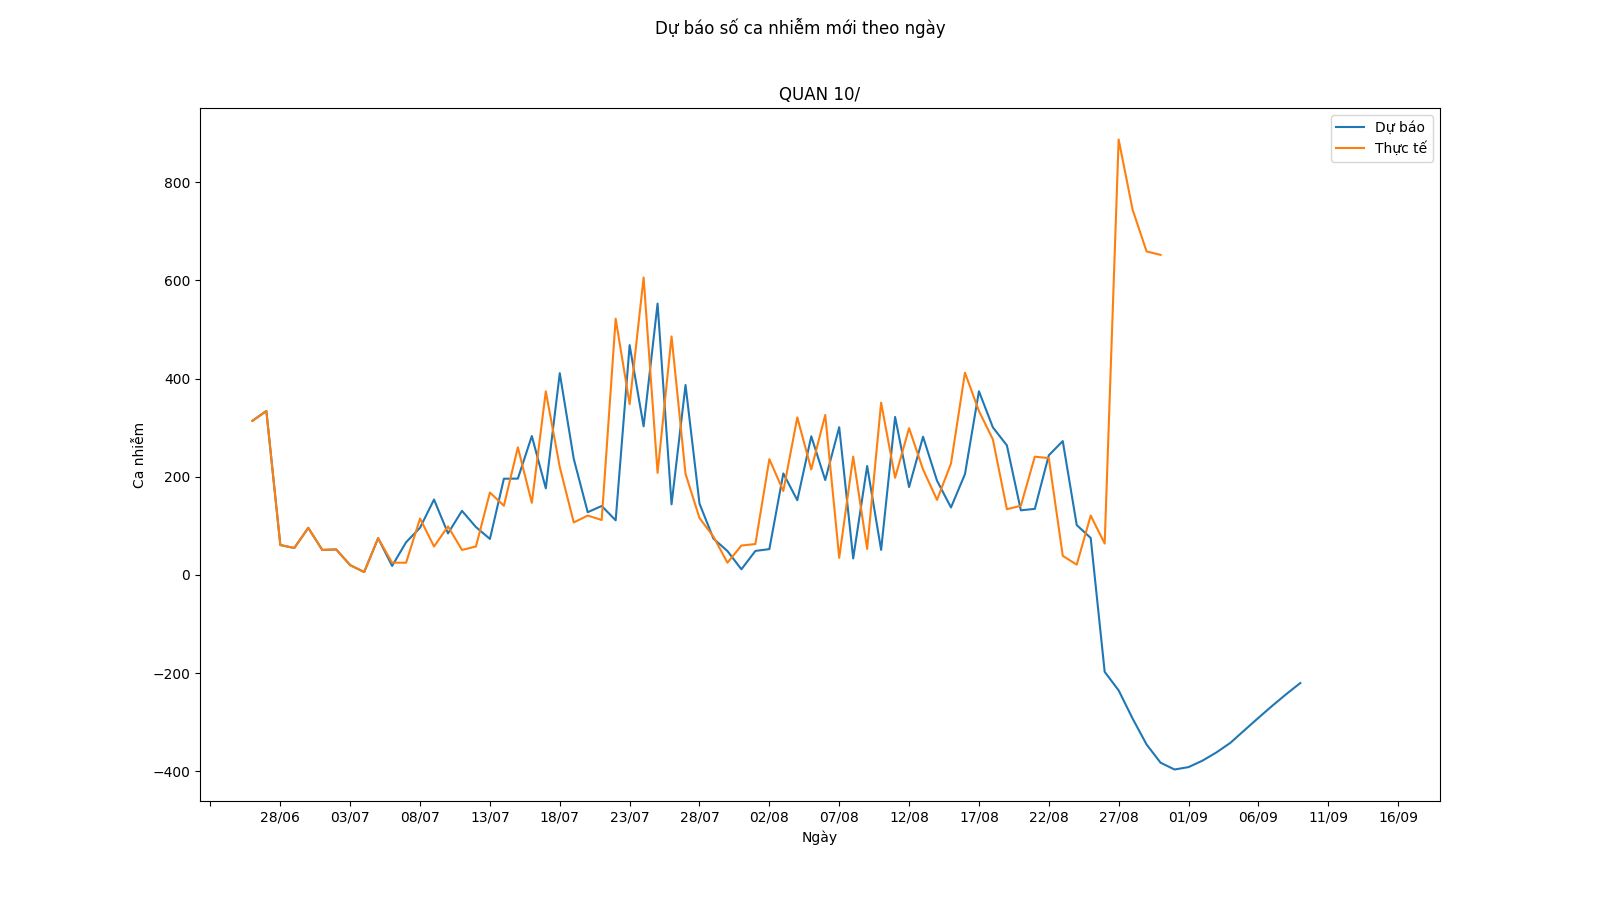 Dự báo số ca nhiễm mới theo ngày
QUAN 10/
Dự báo
Thực tế
Ca nhiễm
800
600
400
200
0
−200
−400
28/06 03/07 08/07 13/07 18/07 23/07 28/07 02/08 07/08 12/08 17/08 22/08 27/08 01/09 06/09 11/09 16/09
Ngày